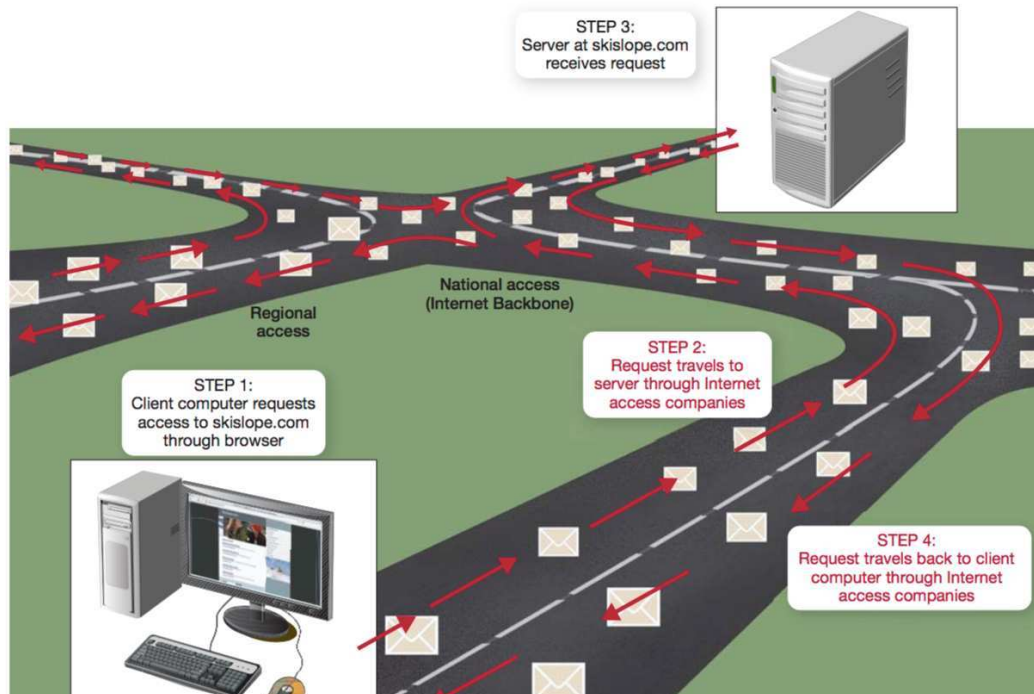 STEP 3:
Server at skislope.com
receives request
Regional
access
National access
(Internet Backbone)
STEP 1:
Client computer requests
access to skislope.com
through browser
STEP 2:
Request travels to
server through Internet
access companies
STEP 4:
Request travels back to client
computer through Internet
access companies